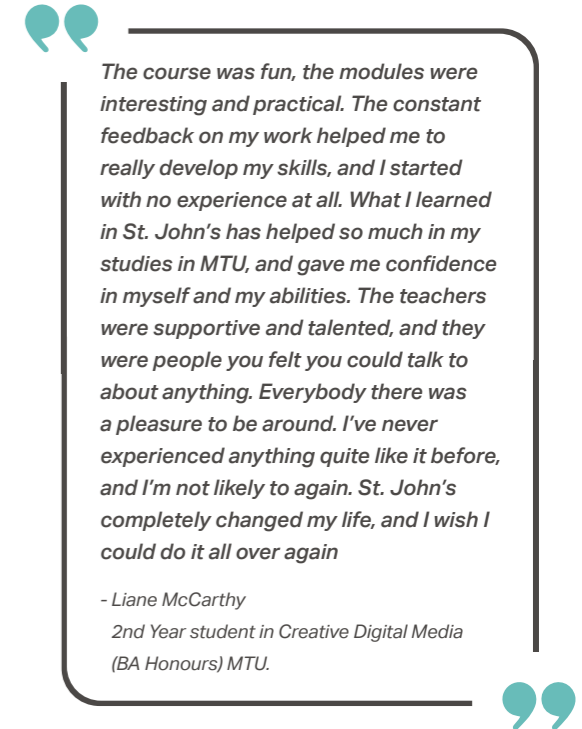 The course was fun, the modules were
interesting and practical. The constant
feedback on my work helped me to
really develop my skills, and I started
with no experience at all. What I learned
in St. John’s has helped so much in my
studies in MTU, and gave me confidence
in myself and my abilities. The teachers
were supportive and talented, and they
were people you felt you could talk to
about anything. Everybody there was
a pleasure to be around. I’ve never
experienced anything quite like it before,
and I’m not likely to again. St. John’s
completely changed my life, and I wish I
could do it all over again
- Liane McCarthy
2nd Year student in Creative Digital Media
(BA Honours) MTU.